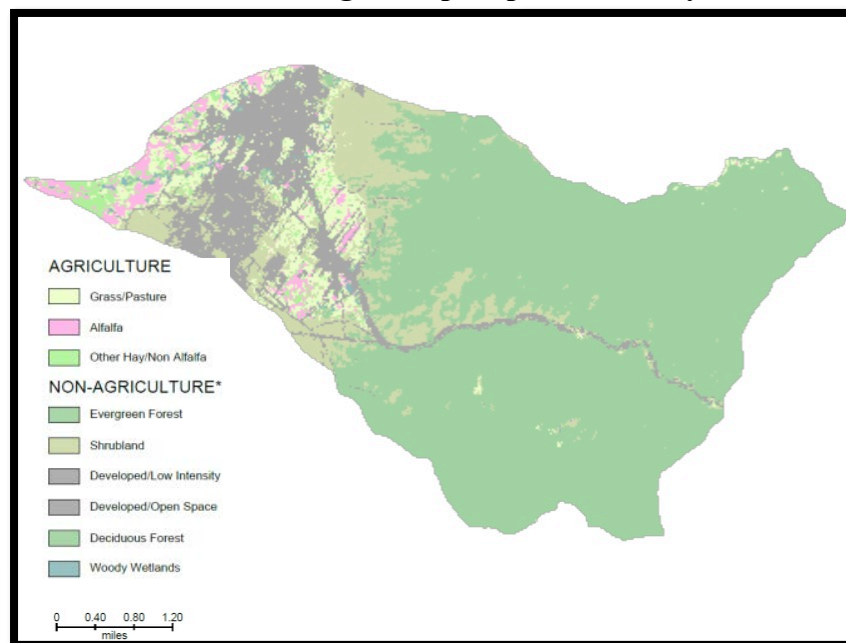 AGRICULTURE
Grass/Pasture
Alfalfa
Other Hay/Non Alfalfa
NON-AGRICULTURE*
Evergreen Forest
Shrubland
Developed/Low Intensity
Developed/Open Space
Deciduous Forest
Woody Wetlands
0 0.40 0.80 1.20
miles